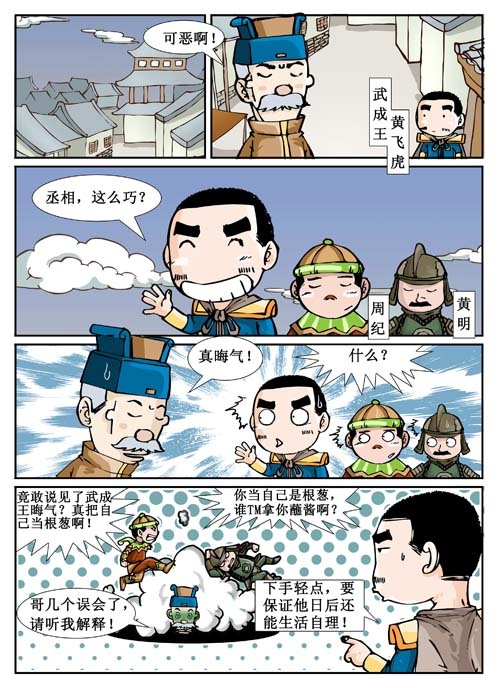 可恶啊！
武成王
黄飞虎
丞相，这么巧？
周纪
黄明
真晦气！
什么？
竟敢说见了武成
王晦气？真把自
己当根葱啊！
你当自己是根葱，
谁TM拿你蘸酱啊？
哥几个误会了，
请听我解释！
下手轻点，要
保证他日后还
能生活自理！